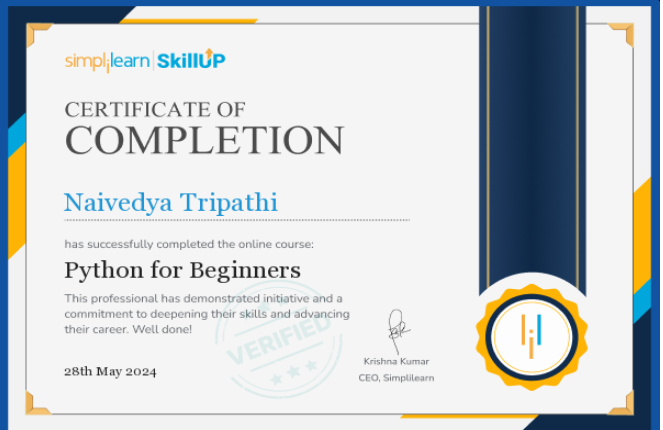 simplilearn | SkillUP
CERTIFICATE OF
COMPLETION
Naivedya Tripathi
has successfully completed the online course:
Python for Beginners
This professional has demonstrated initiative and a
commitment to deepening their skills and advancing
their career. Well done!
VERIFIED
28th May 2024
Krishna Kumar
CEO, Simplilearn